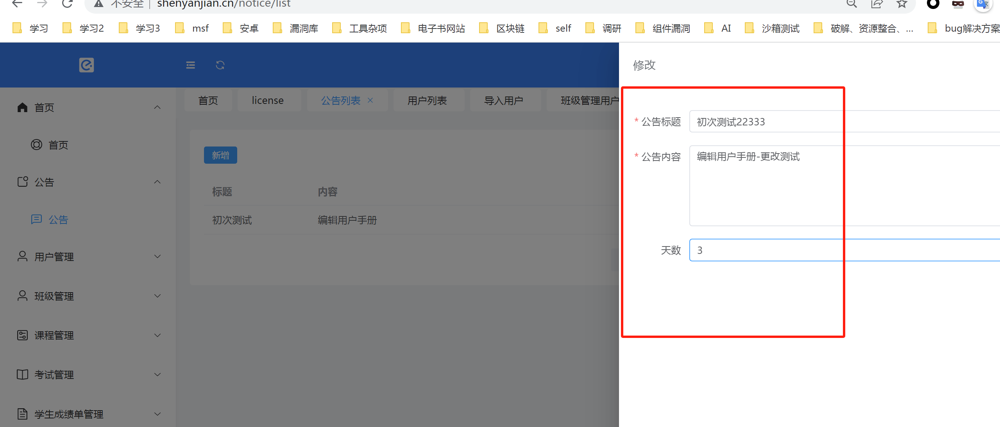 不安全 | shenyanjian.cn/notice/list
学习 学习2 学习3 msf 安卓 漏洞库 工具杂项 电子书网站 区块链 self 调研 组件漏洞 AI 沙箱测试 破解、资源整合、... bug解决方案
修改
首页 license 公告列表 × 用户列表 导入用户 班级管理用户
首页
首页
公告
公告
用户管理
班级管理
课程管理
考试管理
学生成绩单管理
新增
标题 内容
初次测试 编辑用户手册
* 公告标题 初次测试22333
* 公告内容 编辑用户手册-更改测试
天数 3